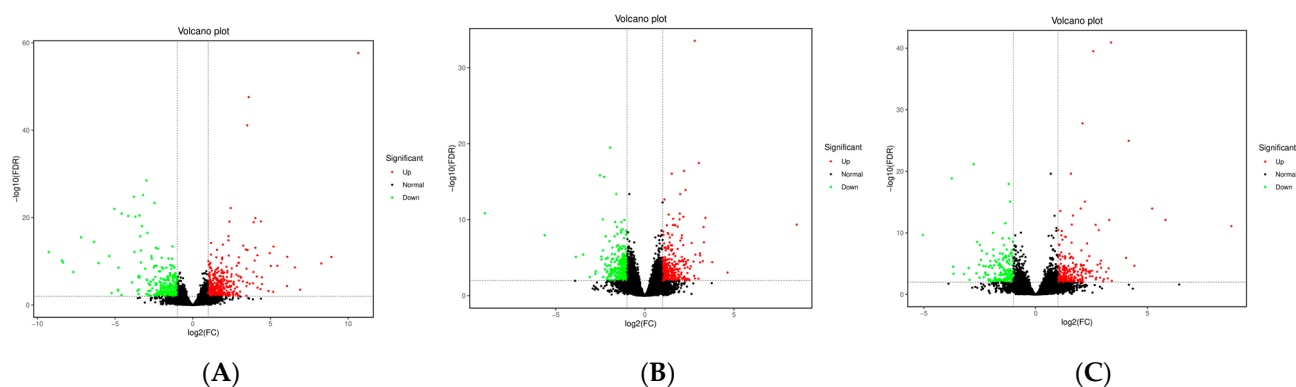 Volcano plot
60
40
20
0
-10
-5
0
5
10
−log10(FDR)
log2(FC)
Significant
Up
Normal
Down
(A)
Volcano plot
30
20
10
0
−5
0
5
−log10(FDR)
log2(FC)
Significant
Up
Normal
Down
(B)
Volcano plot
40
30
20
10
0
−5
0
5
−log10(FDR)
log2(FC)
Significant
Up
Normal
Down
(C)